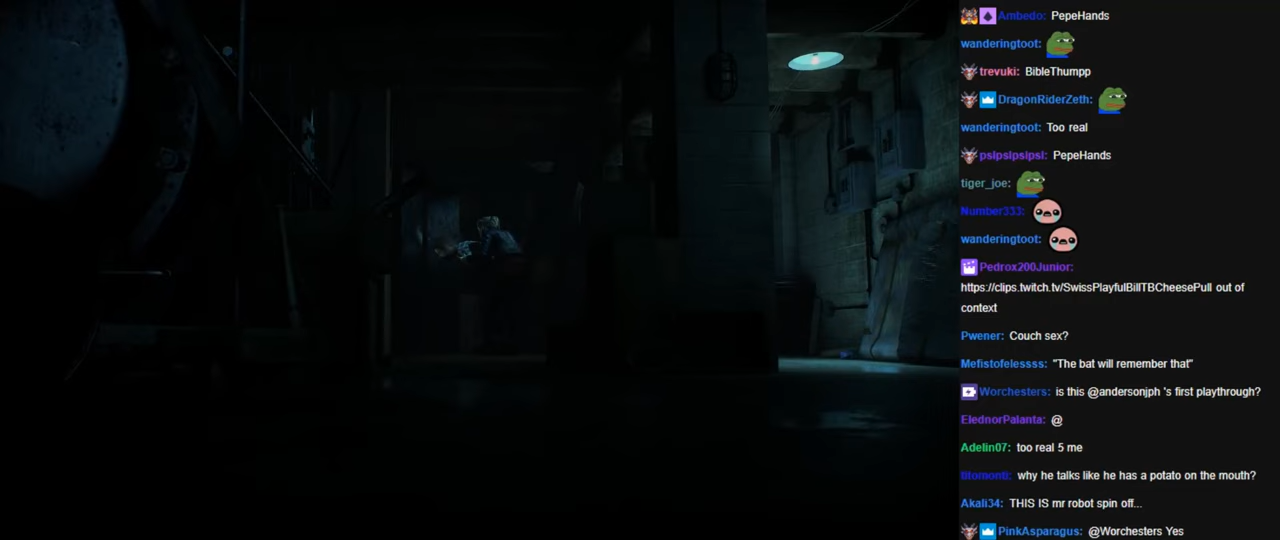 Ambedo: PepeHands
wanderingtoot:
trevuki: BibleThumpp
DragonRiderZeth:
wanderingtoot: Too real
psipsipsipsi: PepeHands
tiger_joe:
Number333:
wanderingtoot:
Pedrox200Junior:
https://clips.twitch.tv/SwissPlayfulBillTBCheesePull out of
context
Pwener: Couch sex?
Mefistofelessss: "The bat will remember that"
Worchesters: is this @andersonjph 's first playthrough?
ElednorPalanta: @
Adelin07: too real 5 me
titomonti: why he talks like he has a potato on the mouth?
Akali34: THIS IS mr robot spin off...
PinkAsparagus: @Worchesters Yes